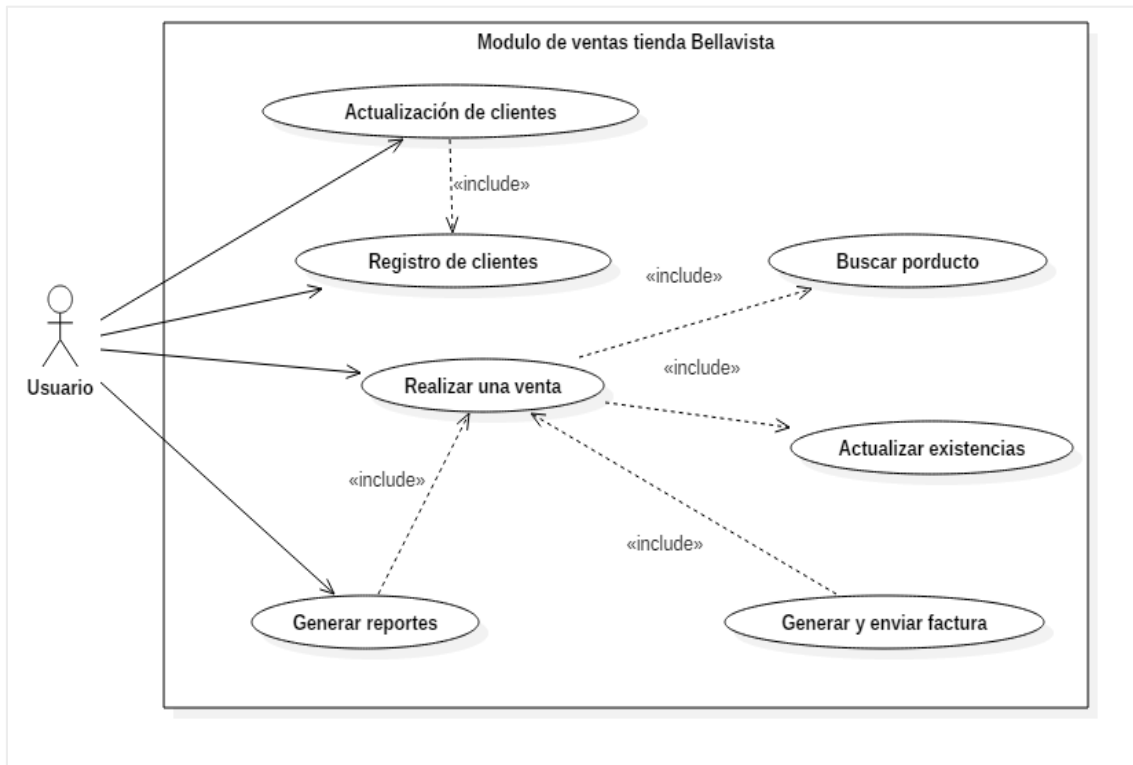 Modulo de ventas tienda Bellavista
Actualización de clientes
«include»
Registro de clientes
«include»
Buscar porducto
«include»
Usuario
Realizar una venta
Actualizar existencias
«include»
«include»
Generar reportes
Generar y enviar factura